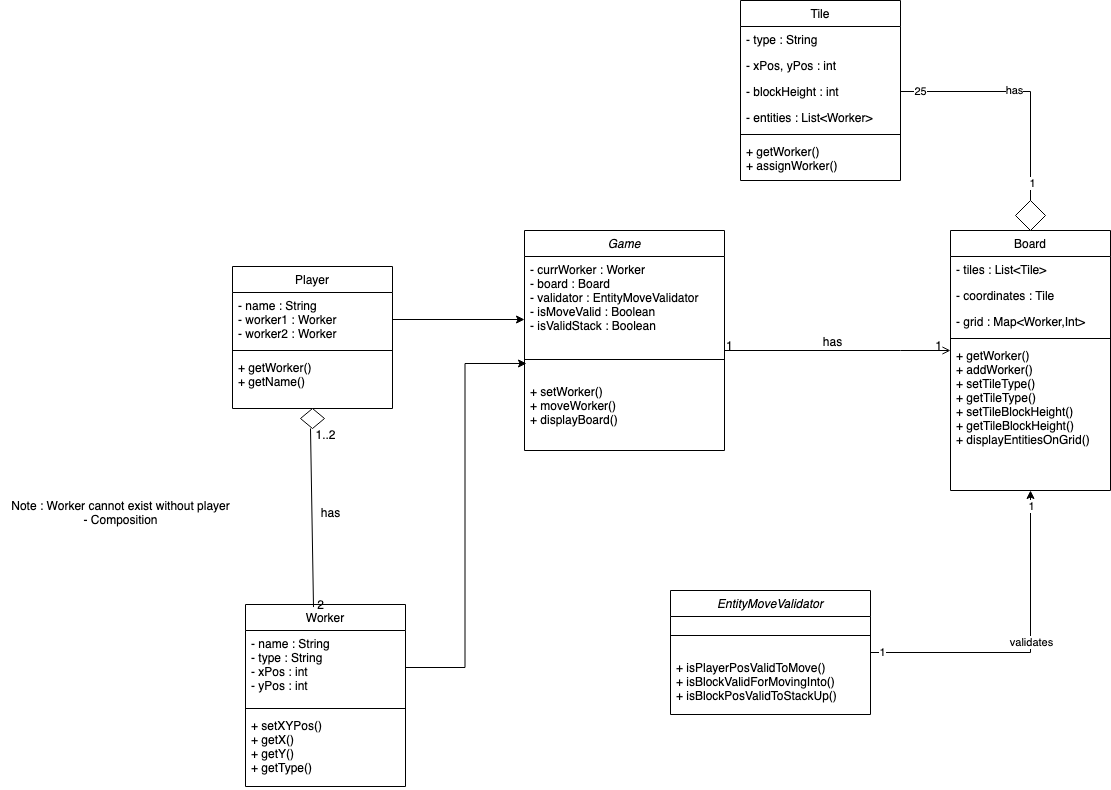 Tile
- type : String
- xPos, yPos : int
- blockHeight : int
- entities : List<Worker>
+ getWorker()
+ assignWorker()
25
has
1
Player
- name : String
- worker1 : Worker
- worker2 : Worker
+ getWorker()
+ getName()
Game
- currWorker : Worker
- board : Board
- validator : EntityMoveValidator
- isMoveValid : Boolean
- isValidStack : Boolean
+ setWorker()
+ moveWorker()
+ displayBoard()
1
has
1
Board
- tiles : List<Tile>
- coordinates : Tile
- grid : Map<Worker,Int>
+ getWorker()
+ addWorker()
+ setTileType()
+ getTileType()
+ setTileBlockHeight()
+ getTileBlockHeight()
+ displayEntitiesOnGrid()
1..2
has
2
Note : Worker cannot exist without player
- Composition
Worker
- name : String
- type : String
- xPos : int
- yPos : int
+ setXYPos()
+ getX()
+ getY()
+ getType()
EntityMoveValidator
+ isPlayerPosValidToMove()
+ isBlockValidForMovingInto()
+ isBlockPosValidToStackUp()
1
validates
1